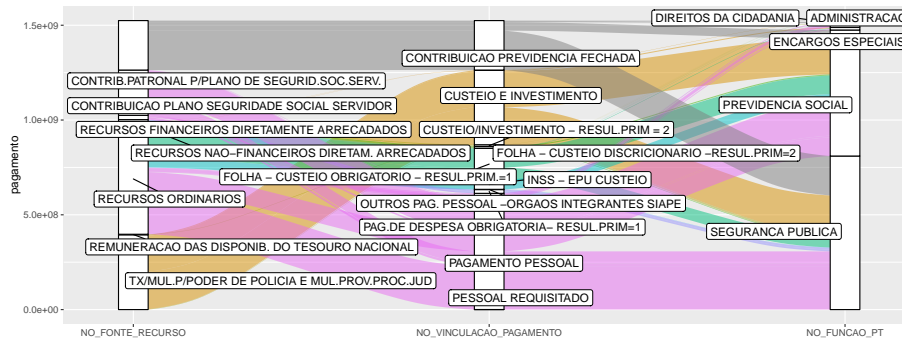 1.5e+09
1.0e+09
5.0e+08
0.0e+00
pagamento
DIREITOS DA CIDADANIA
ADMINISTRACAO
ENCARGOS ESPECIAIS
CONTRIBUICAO PREVIDENCIA FECHADA
CONTRIB.PATRONAL P/PLANO DE SEGURID.SOC.SERV.
CUSTEIO E INVESTIMENTO
CONTRIBUICAO PLANO SEGURIDADE SOCIAL SERVIDOR
PREVIDENCIA SOCIAL
RECURSOS FINANCEIROS DIRETAMENTE ARRECADADOS
CUSTEIO/INVESTIMENTO − RESUL.PRIM = 2
RECURSOS NAO−FINANCEIROS DIRETAM. ARRECADADOS
FOLHA − CUSTEIO DISCRICIONARIO −RESUL.PRIM=2
FOLHA − CUSTEIO OBRIGATORIO − RESUL.PRIM.=1
INSS − EPU CUSTEIO
RECURSOS ORDINARIOS
OUTROS PAG. PESSOAL −ORGAOS INTEGRANTES SIAPE
PAG.DE DESPESA OBRIGATORIA− RESUL.PRIM=1
SEGURANCA PUBLICA
REMUNERACAO DAS DISPONIB. DO TESOURO NACIONAL
PAGAMENTO PESSOAL
TX/MUL.P/PODER DE POLICIA E MUL.PROV.PROC.JUD
PESSOAL REQUISITADO
NO_FONTE_RECURSO
NO_VINCULACAO_PAGAMENTO
NO_FUNCAO_PT